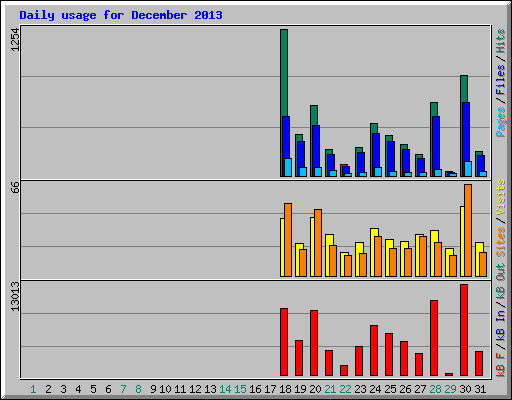 Daily usage for December 2013
1254
Pages / Files / Hits
66
Sites / Visits
13013
kB F / kB In / kB Out
1 2 3 4 5 6 7 8 9 10 11 12 13 14 15 16 17 18 19 20 21 22 23 24 25 26 27 28 29 30 31